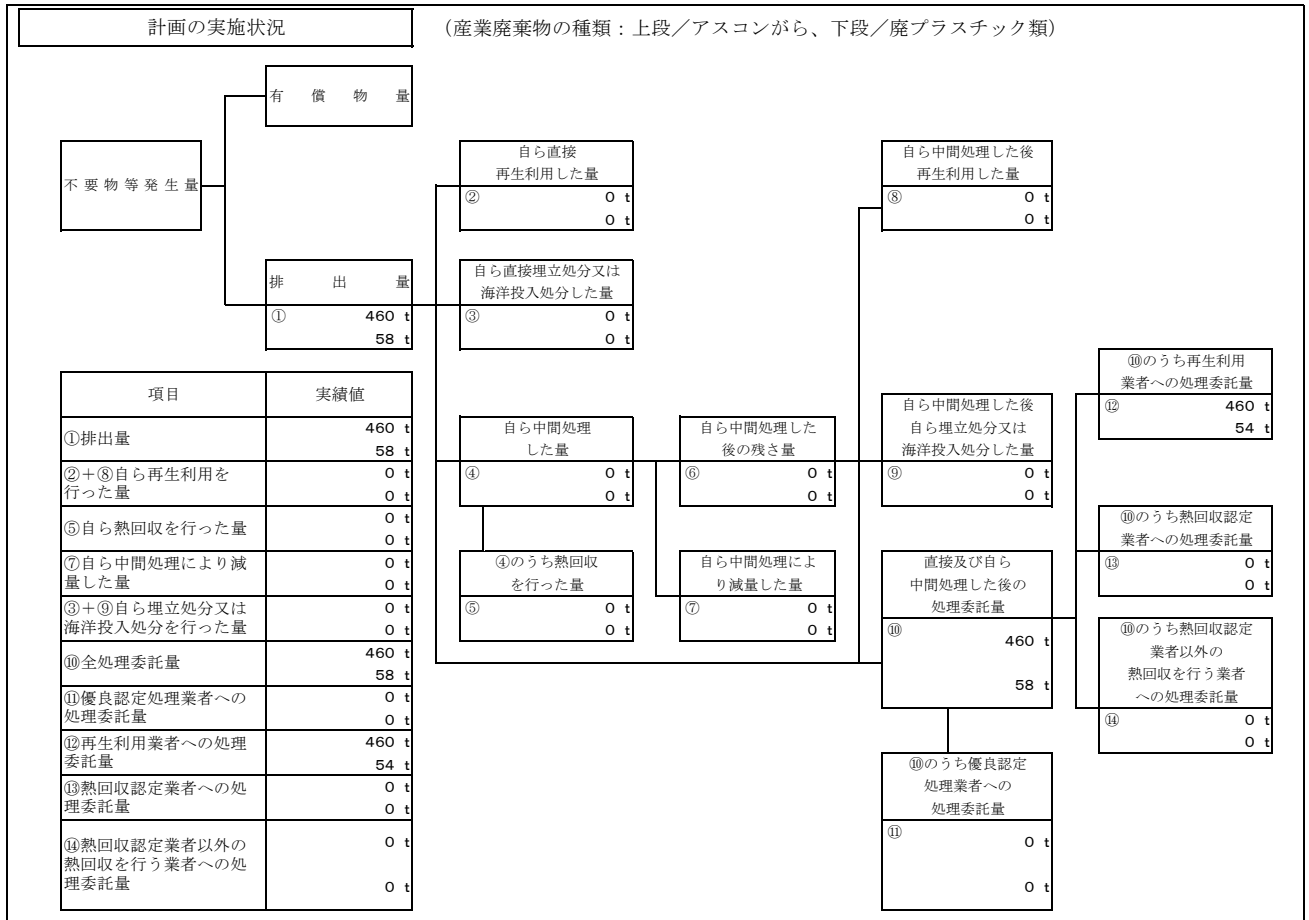 計画の実施状況
(産業廃棄物の種類：上段／アスコンがら、下段／廃プラスチック類)
有償物量
不要物等発生量
自ら直接
再生利用した量
② 0 t
0 t
自ら中間処理した後
再生利用した量
⑧ 0 t
0 t
排出量
① 460 t
58 t
自ら直接埋立処分又は
海洋投入処分した量
③ 0 t
0 t
項目 実績値
①排出量
460 t
58 t
②＋⑧自ら再生利用を
行った量
0 t
0 t
⑤自ら熱回収を行った量
0 t
0 t
⑦自ら中間処理により減
量した量
0 t
0 t
③＋⑨自ら埋立処分又は
海洋投入処分を行った量
0 t
0 t
⑩全処理委託量
460 t
58 t
⑪優良認定処理業者への
処理委託量
0 t
0 t
⑫再生利用業者への処理
委託量
460 t
54 t
⑬熱回収認定業者への処
理委託量
0 t
0 t
⑭熱回収認定業者以外の
熱回収を行う業者への処
理委託量
0 t
0 t
自ら中間処理
した量
④ 0 t
0 t
④のうち熱回収
を行った量
⑤ 0 t
0 t
自ら中間処理した
後の残さ量
⑥ 0 t
0 t
自ら中間処理によ
り減量した量
⑦ 0 t
0 t
自ら中間処理した後
自ら埋立処分又は
海洋投入処分した量
⑨ 0 t
0 t
直接及び自ら
中間処理した後の
処理委託量
⑩
460 t
58 t
⑩のうち優良認定
処理業者への
処理委託量
⑪
0 t
0 t
⑩のうち再生利用
業者への処理委託量
⑫ 460 t
54 t
⑩のうち熱回収認定
業者への処理委託量
⑬ 0 t
0 t
⑩のうち熱回収認定
業者以外の
熱回収を行う業者
への処理委託量
⑭ 0 t
0 t